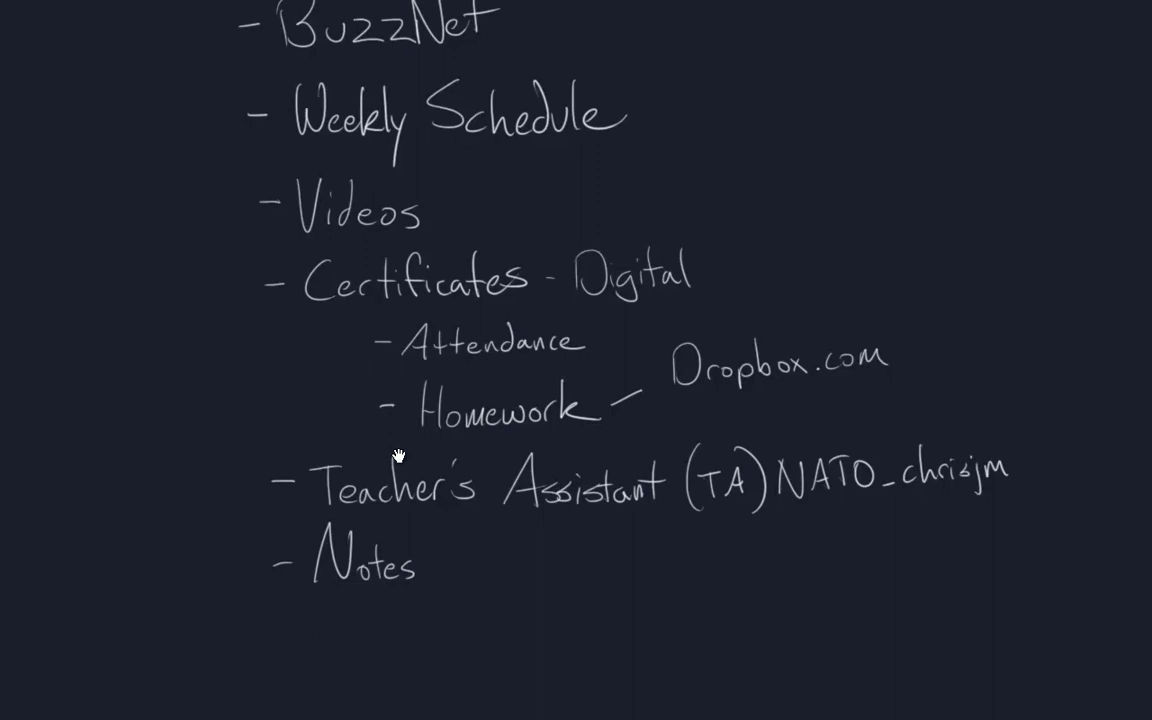 - BuzzNet
- Weekly Schedule
- Videos
- Certificates - Digital
- Attendance
- Homework - Dropbox.com
- Teacher's Assistant (TA) NATO_chrisjm
- Notes